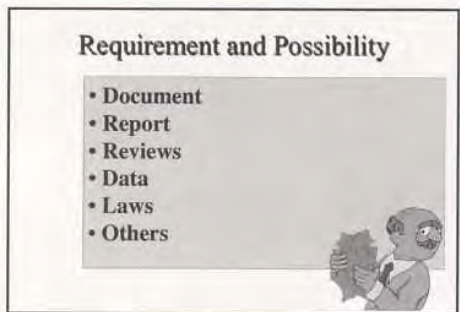 Requirement and Possibility
• Document
• Report
• Reviews
• Data
• Laws
• Others